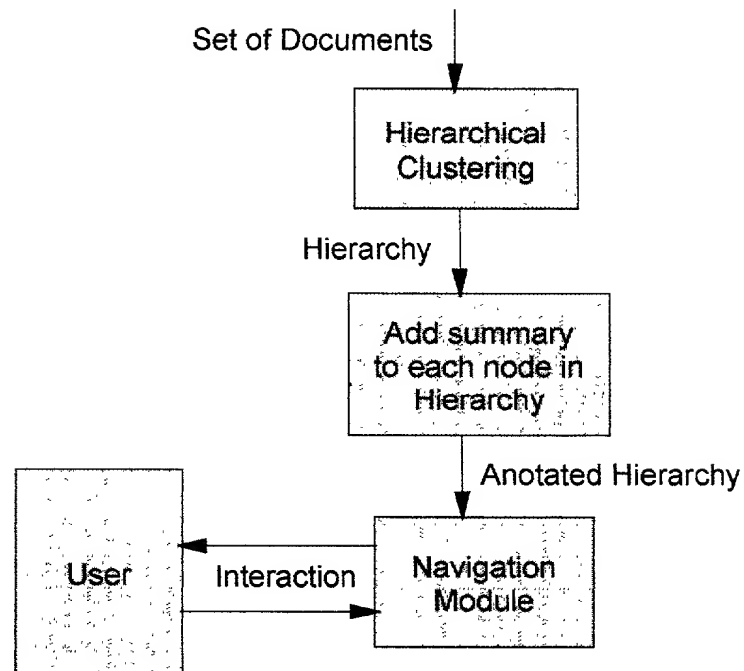 Set of Documents
Hierarchical
Clustering
Hierarchy
Add summary
to each node in
Hierarchy
Anotated Hierarchy
User
Interaction
Navigation
Module